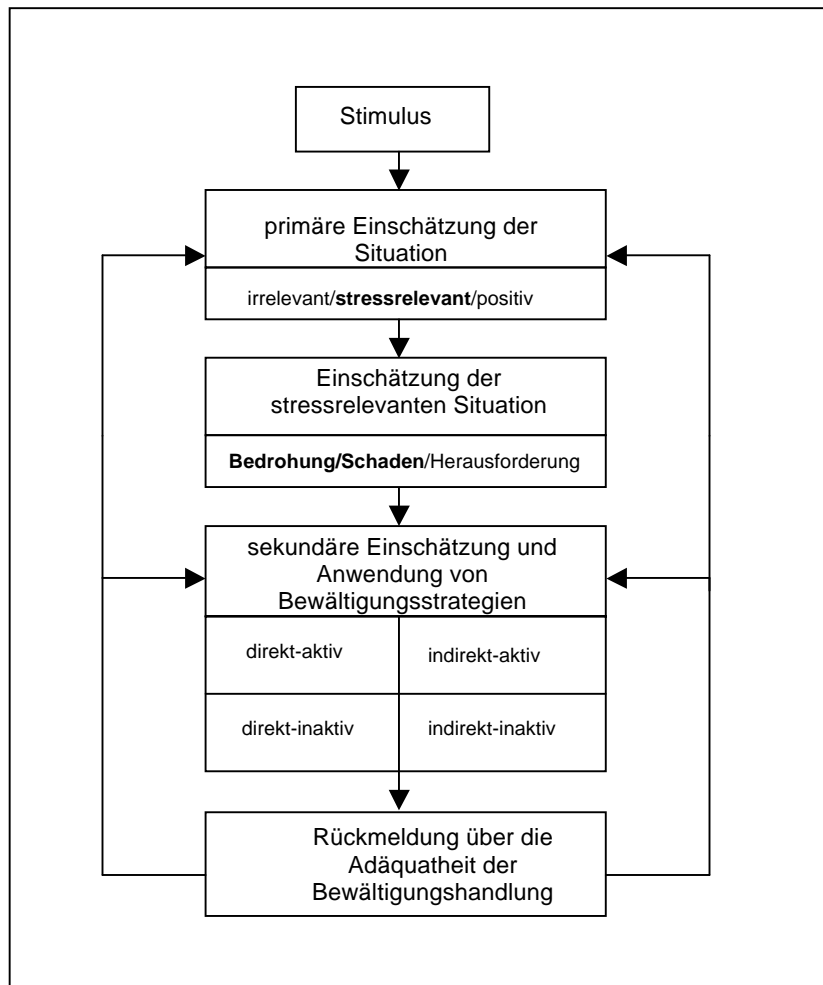 Stimulus
primäre Einschätzung der
Situation
irrelevant/stressrelevant/positiv
Einschätzung der
stressrelevanten Situation
Bedrohung/Schaden/Herausforderung
sekundäre Einschätzung und
Anwendung von
Bewältigungsstrategien
direkt-aktiv
indirekt-aktiv
direkt-inaktiv
indirekt-inaktiv
Rückmeldung über die
Adäquatheit der
Bewältigungshandlung